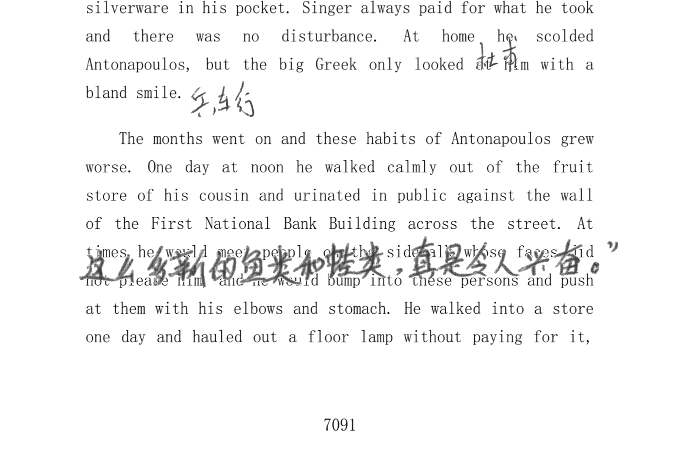 silverware in his pocket. Singer always paid for what he took
and there was no disturbance. At home he scolded
Antonapoulos, but the big Greek only looked at him with a
杜甫
bland smile.
兵车行
The months went on and these habits of Antonapoulos grew
worse. One day at noon he walked calmly out of the fruit
store of his cousin and urinated in public against the wall
of the First National Bank Building across the street. At
times he would meet people on the sidewalk whose faces did
这么多新的鱼类和蛙类，真是令人兴奋。”
not please him, and he would bump into these persons and push
at them with his elbows and stomach. He walked into a store
one day and hauled out a floor lamp without paying for it,
7091